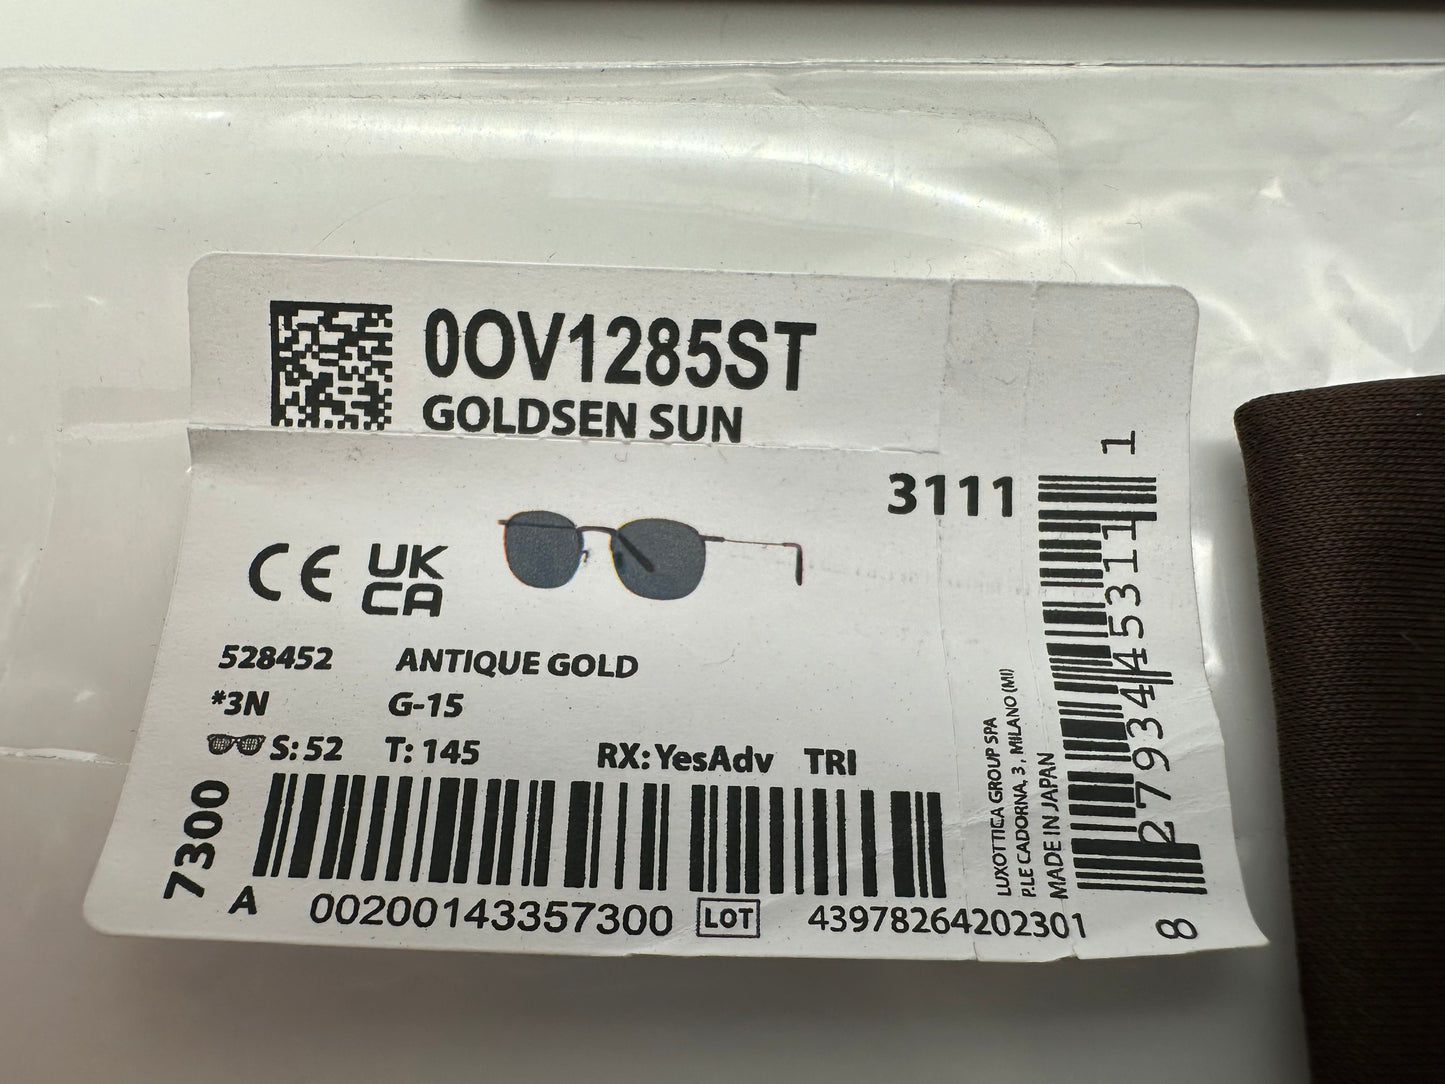 0OV1285ST
GOLDSEN SUN
3111
CE UK
CA
528452 ANTIQUE GOLD
*3N G-15
S: 52 T: 145 RX: YesAdv TRI
7300
A 00200143357300 LOT 43978264202301
LUXOTTICA GROUP SPA
P.LE CADORNA, 3, MILANO (MI)
MADE IN JAPAN
8 27934 45311 1